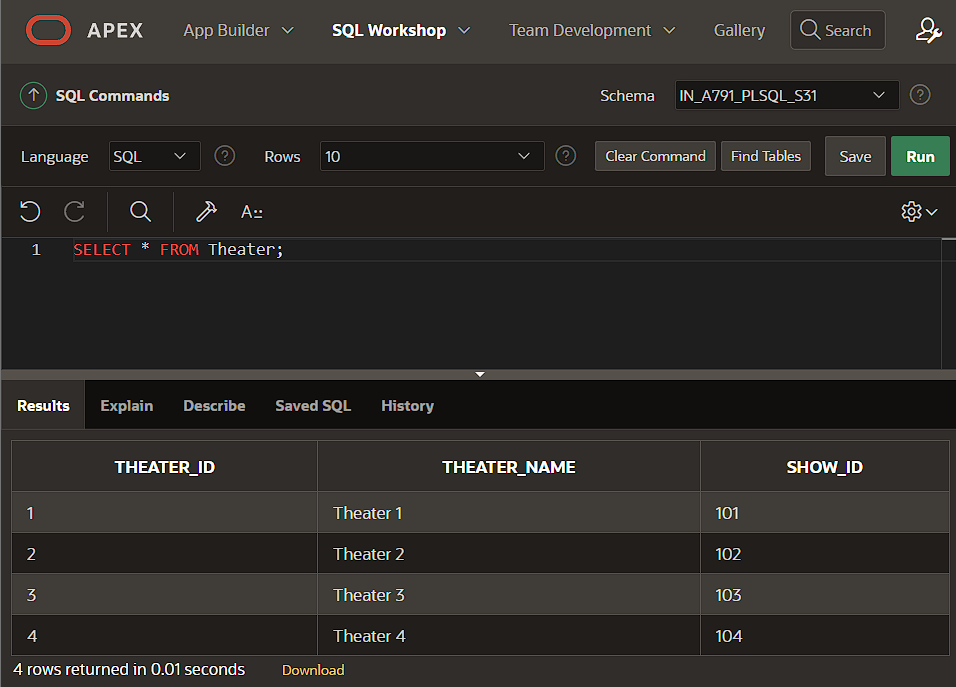 APEX App Builder SQL Workshop Team Development Gallery Search
SQL Commands Schema IN_A791_PLSQL_S31 ?
Language SQL ? Rows 10 ? Clear Command Find Tables Save Run
A::
1 SELECT * FROM Theater;
Results Explain Describe Saved SQL History
THEATER_ID THEATER_NAME SHOW_ID
1 Theater 1 101
2 Theater 2 102
3 Theater 3 103
4 Theater 4 104
4 rows returned in 0.01 seconds Download